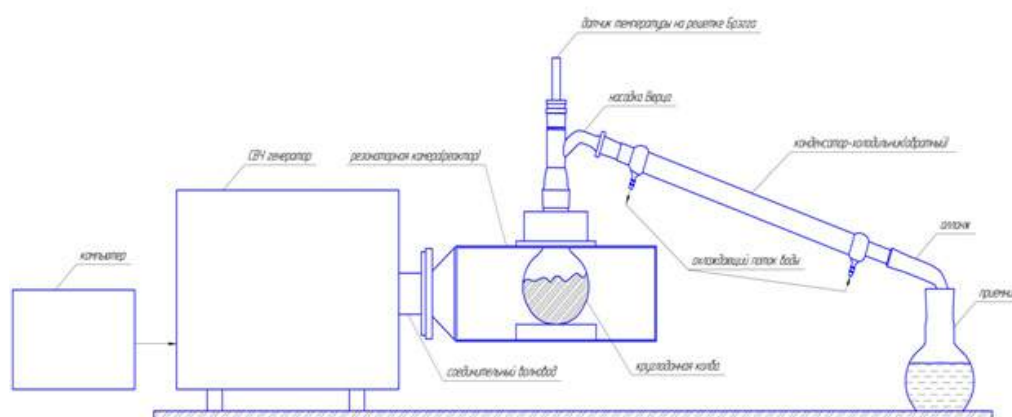 датчик температуры на решетке Брэгга
насадка Вюрца
СВЧ генератор
резонаторная камера(реактор)
конденсатор-холодильник(обратный)
аллонж
компьютер
охлаждающий поток воды
приемни
соединительный волновод
круглодонная колба